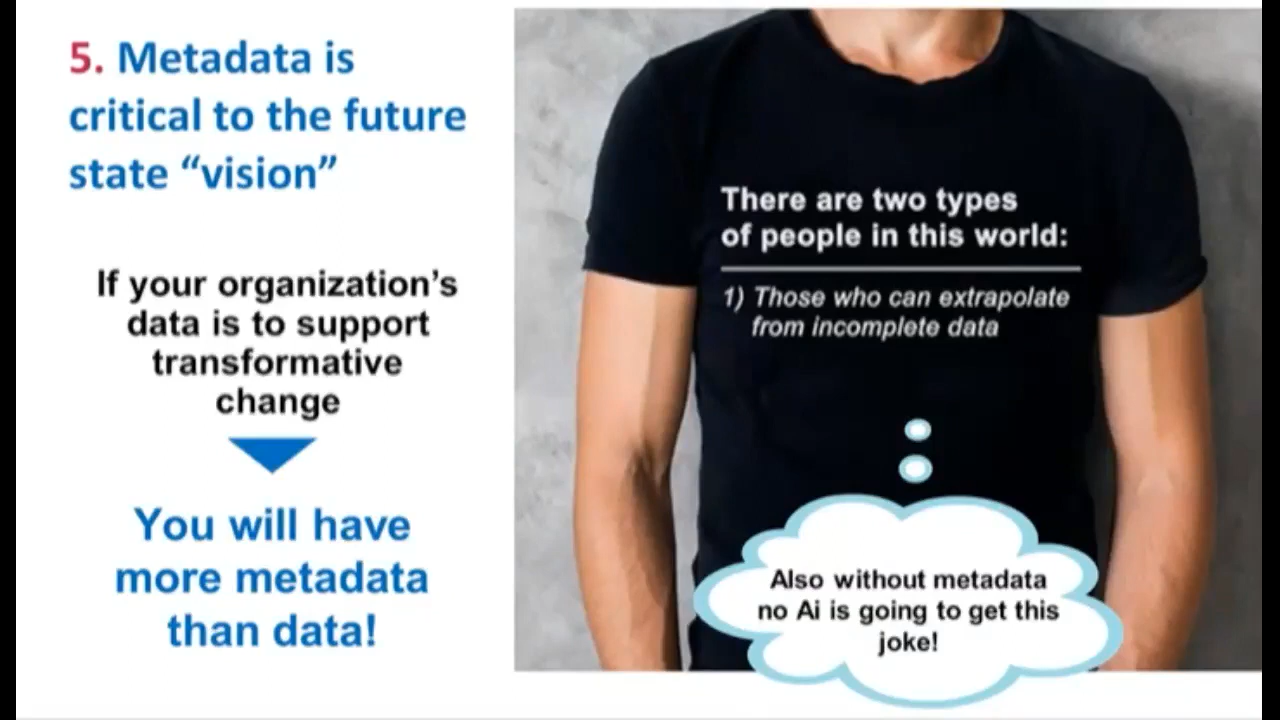 5. Metadata is
critical to the future
state “vision”
If your organization’s
data is to support
transformative
change
You will have
more metadata
than data!
There are two types
of people in this world:
1) Those who can extrapolate
from incomplete data
Also without metadata
no Ai is going to get this
joke!